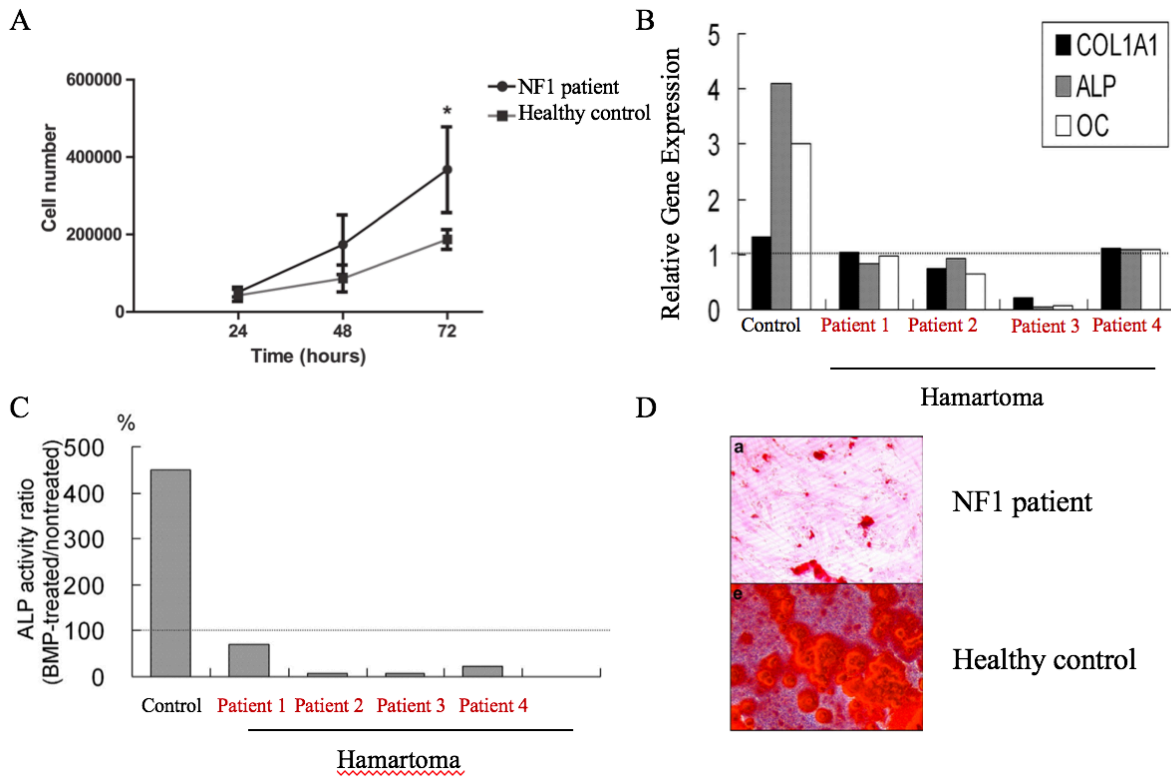 A
600000
400000
200000
0
Cell number
24
48
72
Time (hours)
*
NF1 patient
Healthy control
B
5
4
3
2
1
0
Relative Gene Expression
COL1A1
ALP
OC
Control
Patient 1
Patient 2
Patient 3
Patient 4
Hamartoma
C
%
500
400
300
200
100
0
ALP activity ratio
(BMP-treated/nontreated)
Control
Patient 1
Patient 2
Patient 3
Patient 4
Hamartoma
D
a
NF1 patient
e
Healthy control